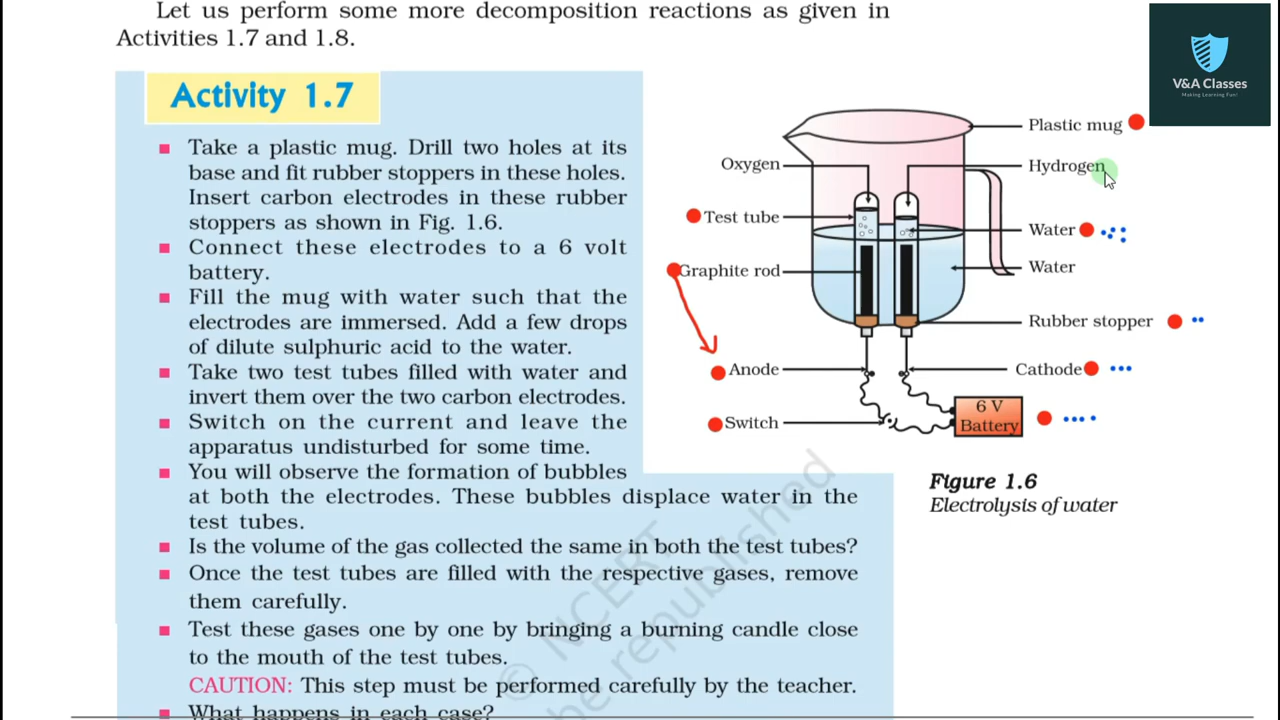 Let us perform some more decomposition reactions as given in
Activities 1.7 and 1.8.
V&A Classes
Making Learning Fun!
Activity 1.7
Take a plastic mug. Drill two holes at its
base and fit rubber stoppers in these holes.
Insert carbon electrodes in these rubber
stoppers as shown in Fig. 1.6.
Connect these electrodes to a 6 volt
battery.
Fill the mug with water such that the
electrodes are immersed. Add a few drops
of dilute sulphuric acid to the water.
Take two test tubes filled with water and
invert them over the two carbon electrodes.
Switch on the current and leave the
apparatus undisturbed for some time.
You will observe the formation of bubbles
at both the electrodes. These bubbles displace water in the
test tubes.
Is the volume of the gas collected the same in both the test tubes?
Once the test tubes are filled with the respective gases, remove
them carefully.
Test these gases one by one by bringing a burning candle close
to the mouth of the test tubes.
CAUTION: This step must be performed carefully by the teacher.
What happens in each case?
Plastic mug
Oxygen
Hydrogen
Test tube
Water
Graphite rod
Water
Rubber stopper
Anode
Cathode
Switch
6 V
Battery
Figure 1.6
Electrolysis of water
© NCERT
be republished